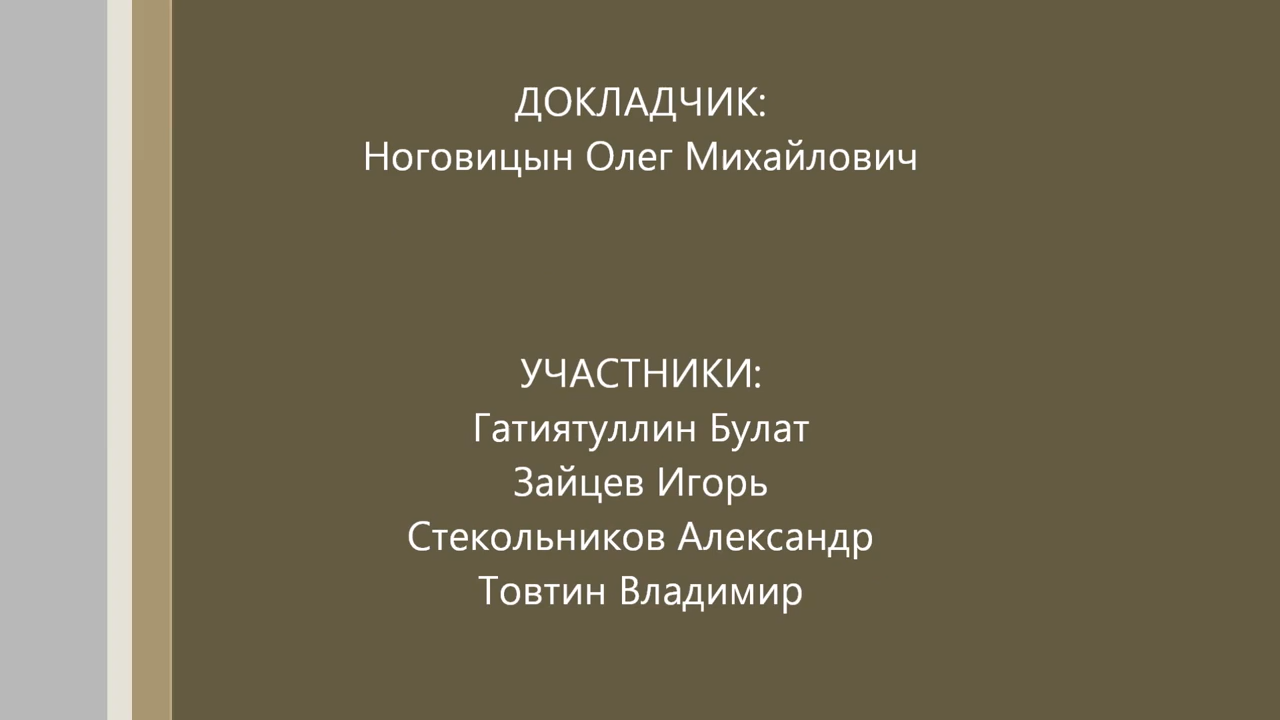 ДОКЛАДЧИК:
Ноговицын Олег Михайлович
УЧАСТНИКИ:
Гатиятуллин Булат
Зайцев Игорь
Стекольников Александр
Товтин Владимир